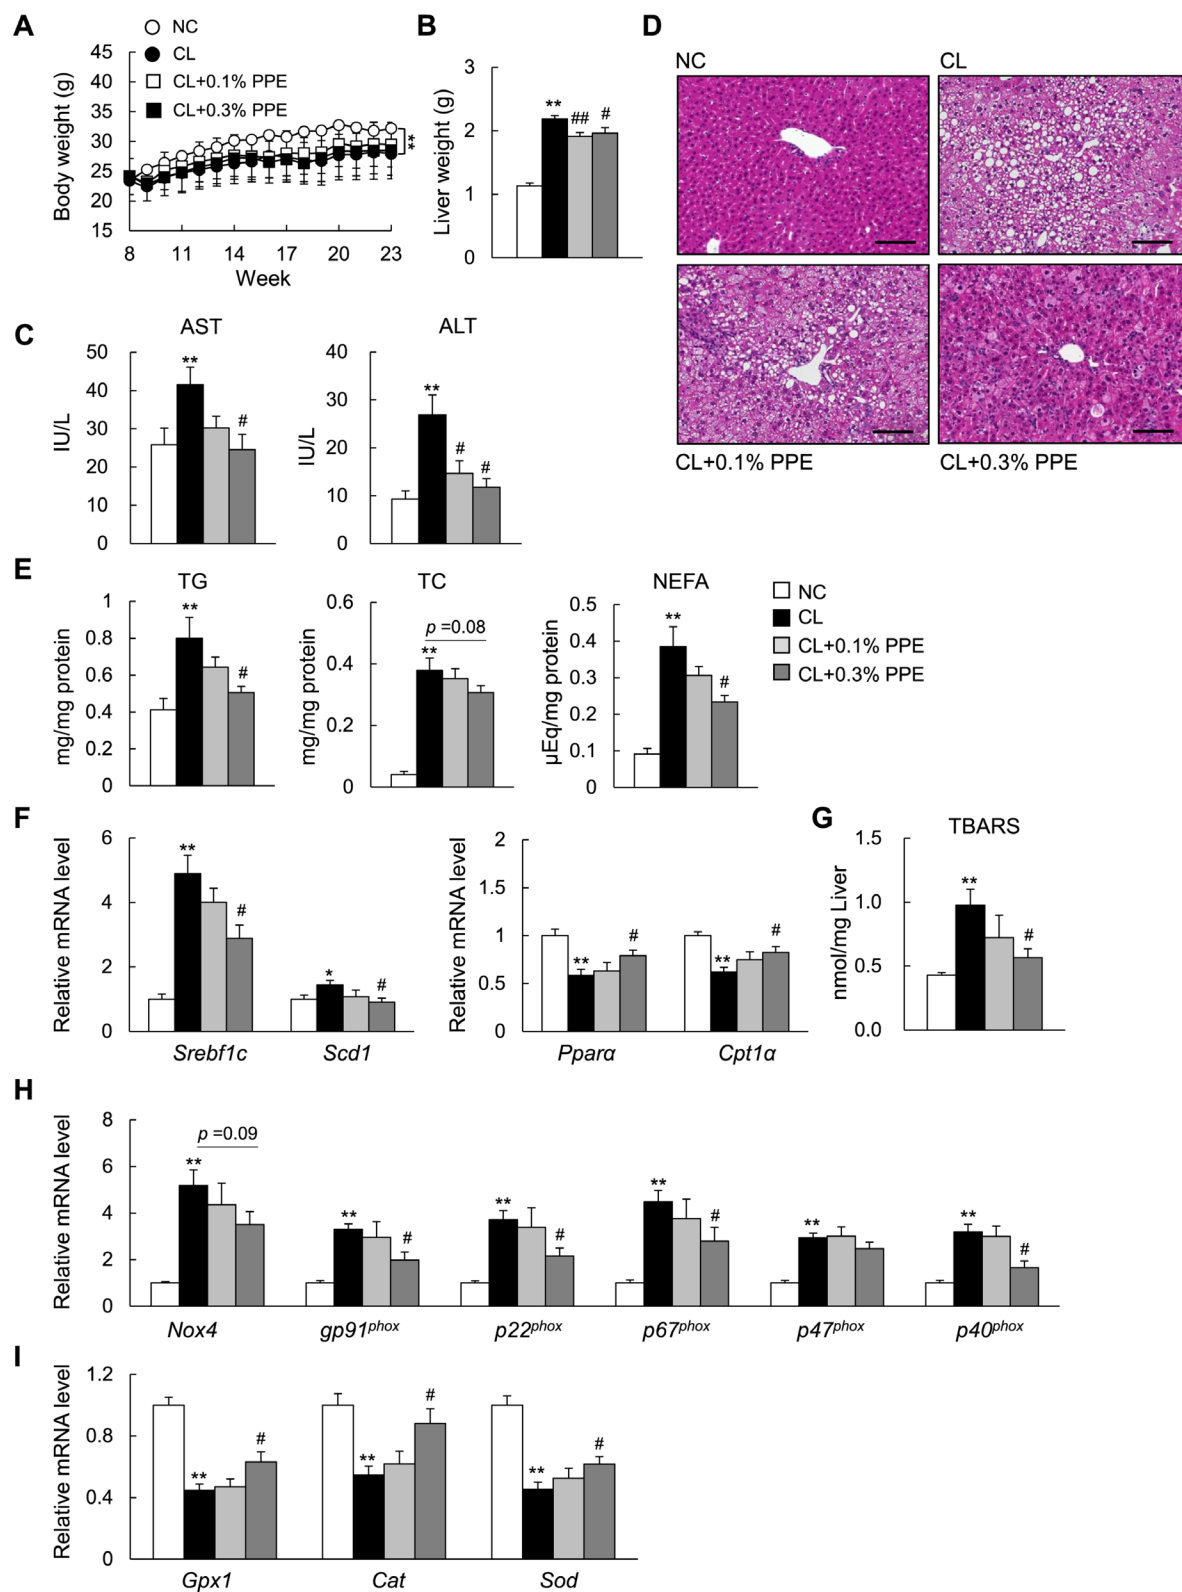 A
NC
CL
CL+0.1% PPE
CL+0.3% PPE
Body weight (g)
45
40
35
30
25
20
15
8
11
14
17
20
23
Week
**
B
Liver weight (g)
3
2
1
0
**
##
#
D
NC
CL
CL+0.1% PPE
CL+0.3% PPE
C
AST
IU/L
50
40
30
20
10
0
**
#
ALT
IU/L
40
30
20
10
0
**
#
#
E
TG
mg/mg protein
1
0.8
0.6
0.4
0.2
0
**
#
TC
mg/mg protein
0.6
0.4
0.2
0
p =0.08
**
NEFA
µEq/mg protein
0.5
0.4
0.3
0.2
0.1
0
**
#
NC
CL
CL+0.1% PPE
CL+0.3% PPE
F
Relative mRNA level
6
4
2
0
**
#
*
#
Srebf1c
Scd1
Relative mRNA level
2
1.5
1
0.5
0
**
#
**
#
Pparα
Cpt1α
G
TBARS
nmol/mg Liver
1.5
1.0
0.5
0.0
**
#
H
Relative mRNA level
8
6
4
2
0
p =0.09
**
**
#
**
#
**
#
**
**
#
Nox4
gp91phox
p22phox
p67phox
p47phox
p40phox
I
Relative mRNA level
1.2
0.8
0.4
0
**
#
**
#
**
#
Gpx1
Cat
Sod